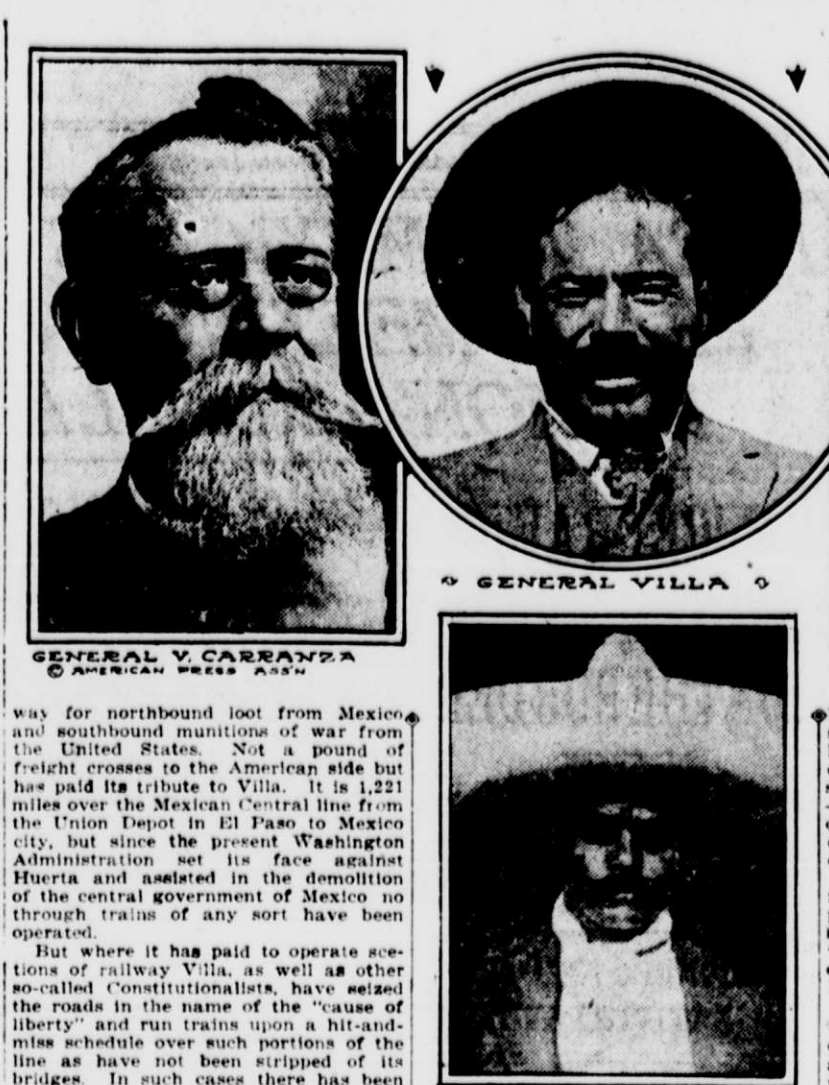 GENERAL V. CARRANZA
© AMERICAN PRESS ASS'N
GENERAL VILLA
way for northbound loot from Mexico
and southbound munitions of war from
the United States. Not a pound of
freight crosses to the American side but
has paid its tribute to Villa. It is 1,221
miles over the Mexican Central line from
the Union Depot in El Paso to Mexico
city, but since the present Washington
Administration set its face against
Huerta and assisted in the demolition
of the central government of Mexico no
through trains of any sort have been
operated.
But where it has paid to operate sec-
tions of railway Villa, as well as other
so-called Constitutionalists, have seized
the roads in the name of the "cause of
liberty" and run trains upon a hit-and-
miss schedule over such portions of the
line as have not been stripped of its
bridges. In such cases there has been